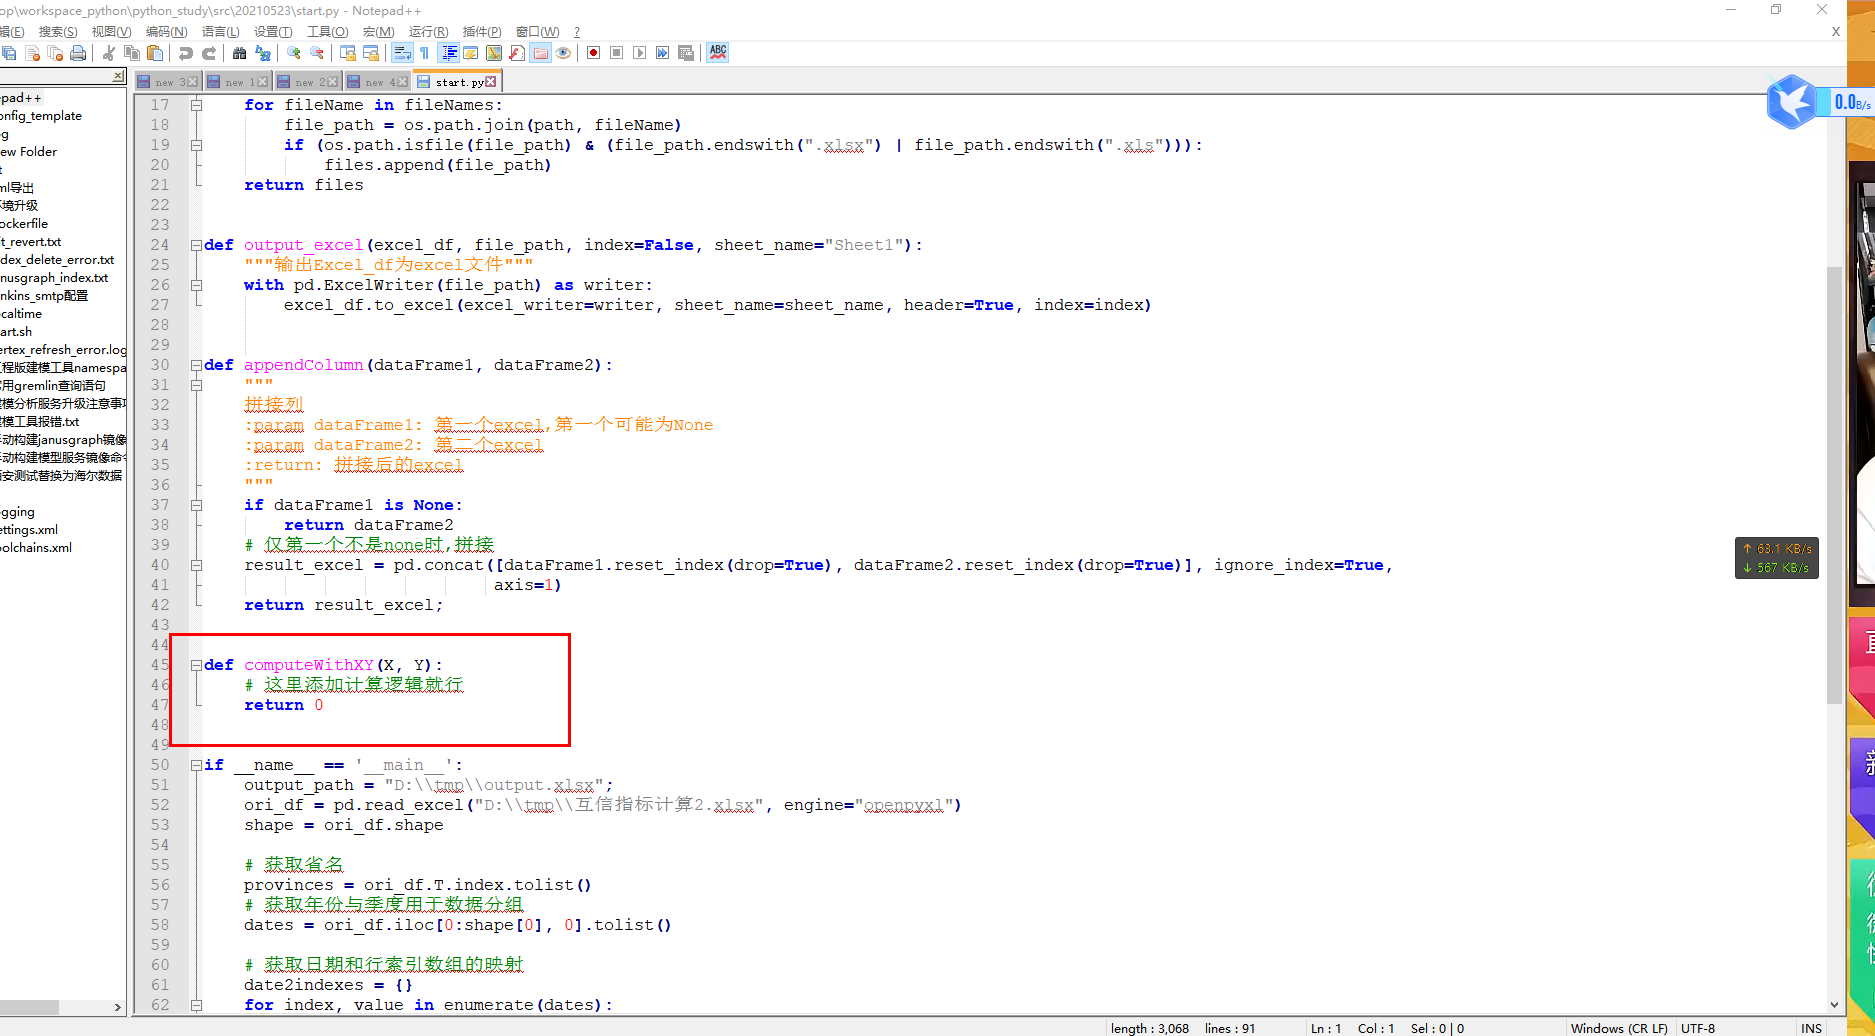 op\workspace_python\python_study\src\20210523\start.py - Notepad++
辑(E) 搜索(S) 视图(V) 编码(N) 语言(L) 设置(T) 工具(O) 宏(M) 运行(R) 插件(P) 窗口(W) ? X
new 3 new 1 new 2 new 4 start.py
pad++
onfig_template
g
ew Folder
t
ml导出
环境升级
ockerfile
it_revert.txt
dex_delete_error.txt
nusgraph_index.txt
nkins_smtp配置
caltime
art.sh
ertex_refresh_error.log
工程版建模工具namespa
常用gremlin查询语句
建模分析服务升级注意事项
建模工具报错.txt
手动构建janusgraph镜像
手动构建模型服务镜像命令
西安测试替换为海尔数据
gging
ettings.xml
oolchains.xml
17 for fileName in fileNames:
18 file_path = os.path.join(path, fileName)
19 if (os.path.isfile(file_path) & (file_path.endswith(".xlsx") | file_path.endswith(".xls"))):
20 files.append(file_path)
21 return files
22
23
24 def output_excel(excel_df, file_path, index=False, sheet_name="Sheet1"):
25 """输出Excel_df为excel文件"""
26 with pd.ExcelWriter(file_path) as writer:
27 excel_df.to_excel(excel_writer=writer, sheet_name=sheet_name, header=True, index=index)
28
29
30 def appendColumn(dataFrame1, dataFrame2):
31 """
32 拼接列
33 :param dataFrame1: 第一个excel,第一个可能为None
34 :param dataFrame2: 第二个excel
35 :return: 拼接后的excel
36 """
37 if dataFrame1 is None:
38 return dataFrame2
39 # 仅第一个不是none时,拼接
40 result_excel = pd.concat([dataFrame1.reset_index(drop=True), dataFrame2.reset_index(drop=True)], ignore_index=True,
41 axis=1)
42 return result_excel;
43
44
45 def computeWithXY(X, Y):
46 # 这里添加计算逻辑就行
47 return 0
48
49
50 if __name__ == '__main__':
51 output_path = "D:\\tmp\\output.xlsx";
52 ori_df = pd.read_excel("D:\\tmp\\互信指标计算2.xlsx", engine="openpyxl")
53 shape = ori_df.shape
54
55 # 获取省名
56 provinces = ori_df.T.index.tolist()
57 # 获取年份与季度用于数据分组
58 dates = ori_df.iloc[0:shape[0], 0].tolist()
59
60 # 获取日期和行索引数组的映射
61 date2indexes = {}
62 for index, value in enumerate(dates):
0.0B/s
↑ 63.1 KB/s
↓ 567 KB/s
length : 3,068 lines : 91 Ln : 1 Col : 1 Sel : 0 | 0 Windows (CR LF) UTF-8 INS